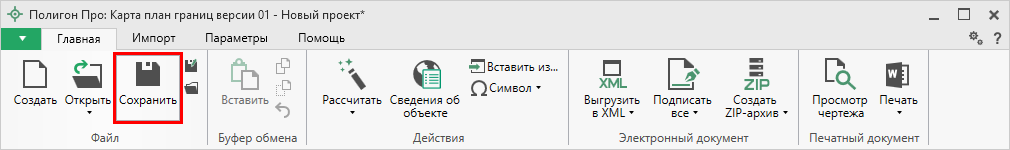 Полигон Про: Карта план границ версии 01 - Новый проект*
Главная Импорт Параметры Помощь
?
Создать Открыть Сохранить
Вставить
Рассчитать Сведения об объекте
Вставить из...
Ω Символ
XML Выгрузить в XML
Подписать все
ZIP Создать ZIP-архив
Просмотр чертежа
W Печать
Файл Буфер обмена Действия Электронный документ Печатный документ